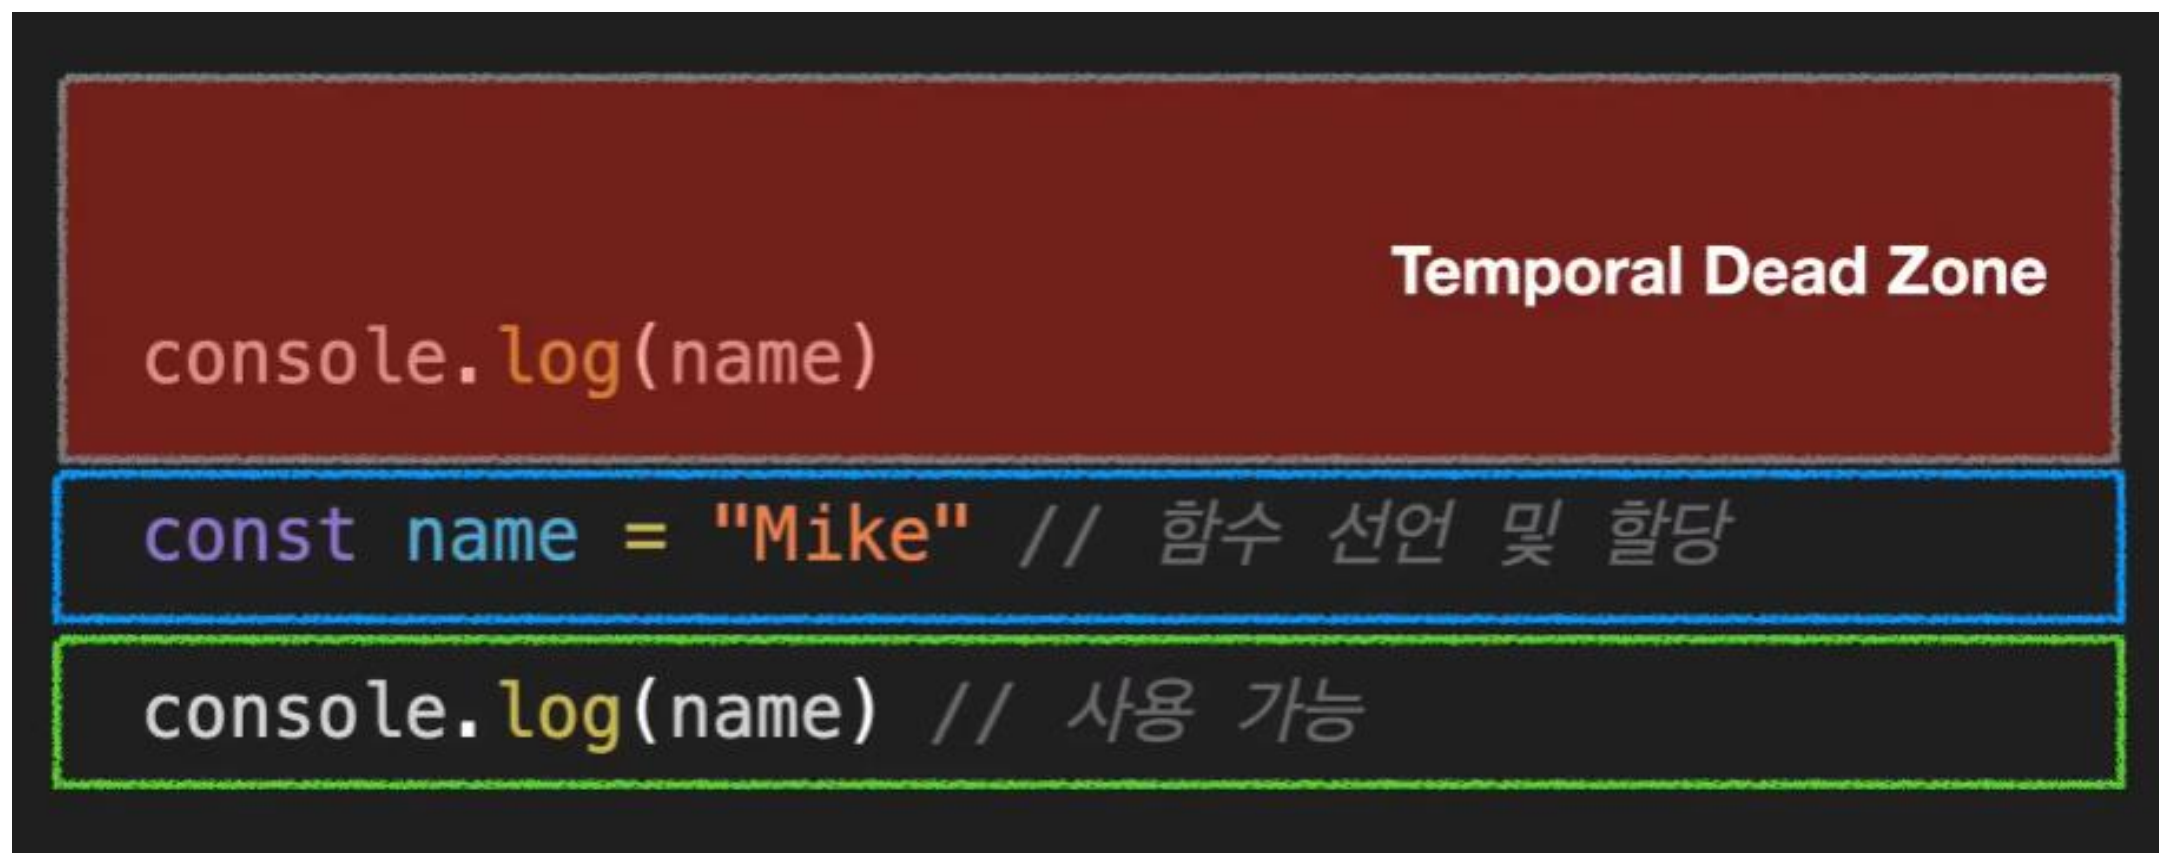 Temporal Dead Zone
console.log(name)
const name = "Mike" // 함수 선언 및 할당
console.log(name) // 사용 가능